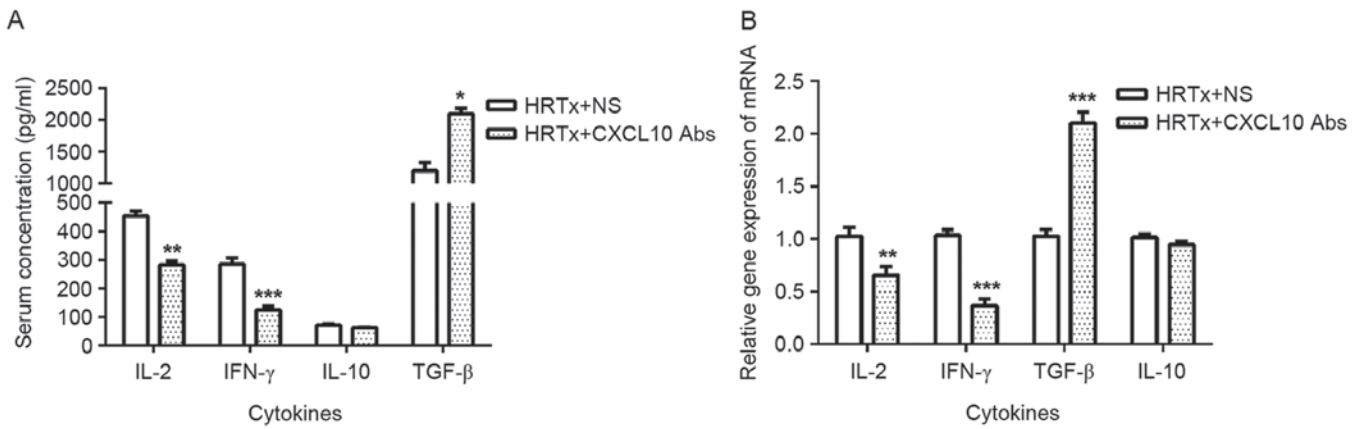 A
Serum concentration (pg/ml)
2500
2000
1500
1000
500
400
300
200
100
0
**
***
*
HRTx+NS
HRTx+CXCL10 Abs
IL-2
IFN-γ
IL-10
TGF-β
Cytokines
B
Relative gene expression of mRNA
2.5
2.0
1.5
1.0
0.5
0.0
**
***
***
HRTx+NS
HRTx+CXCL10 Abs
IL-2
IFN-γ
TGF-β
IL-10
Cytokines